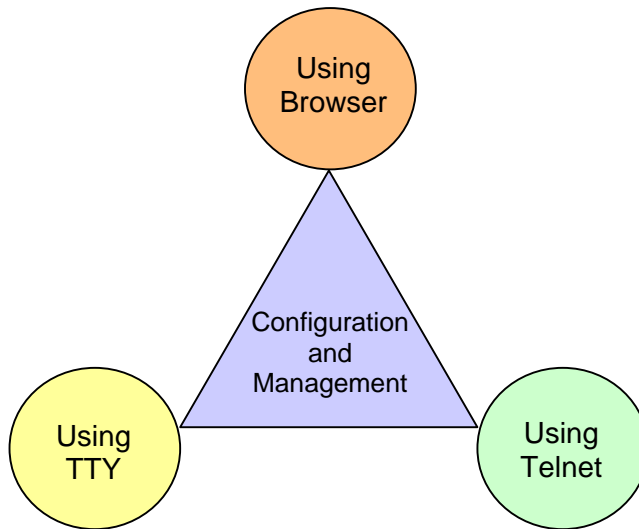 Using
Browser
Configuration
and
Management
Using
TTY
Using
Telnet